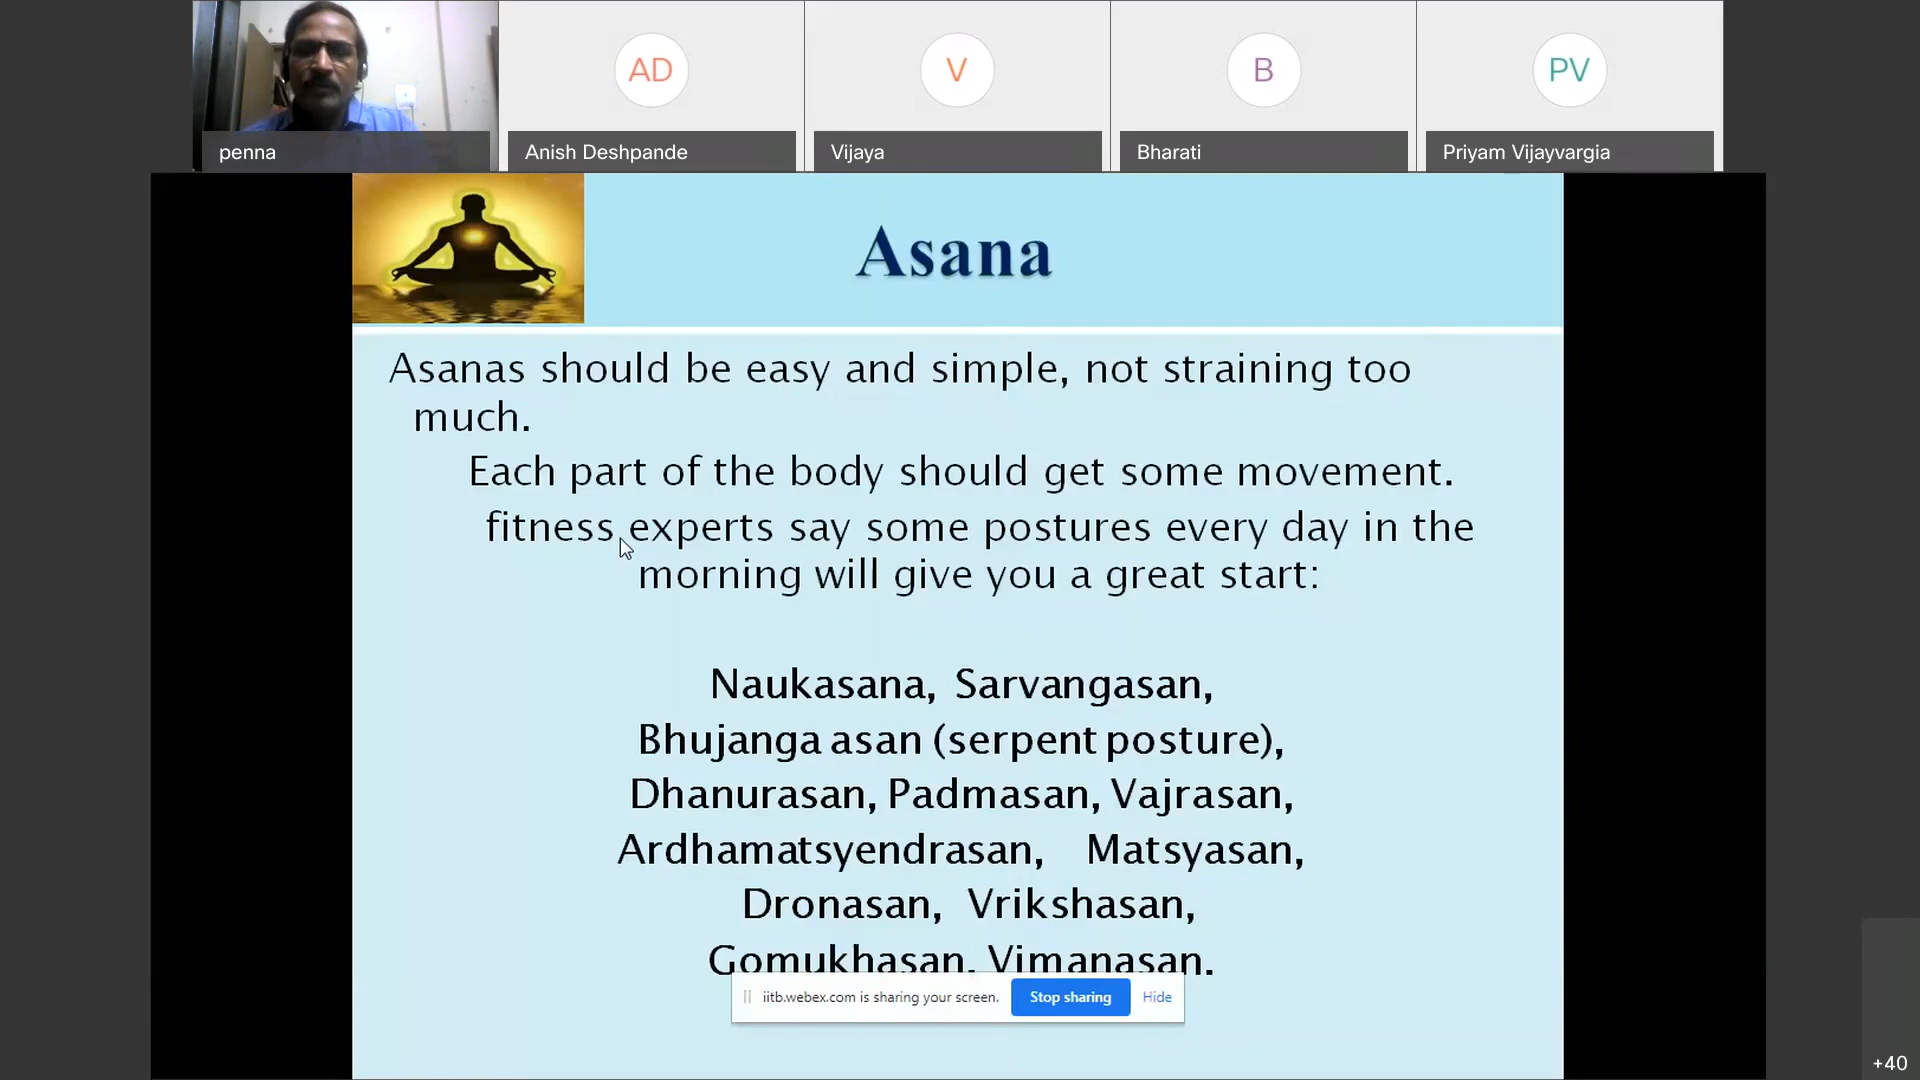 AD
V
B
PV
penna
Anish Deshpande
Vijaya
Bharati
Priyam Vijayvargia
Asana
Asanas should be easy and simple, not straining too
much.
Each part of the body should get some movement.
fitness experts say some postures every day in the
morning will give you a great start:
Naukasana, Sarvangasan,
Bhujanga asan (serpent posture),
Dhanurasan, Padmasan, Vajrasan,
Ardhamatsyendrasan, Matsyasan,
Dronasan, Vrikshasan,
Gomukhasan, Vimanasan.
iitb.webex.com is sharing your screen. Stop sharing Hide
+40